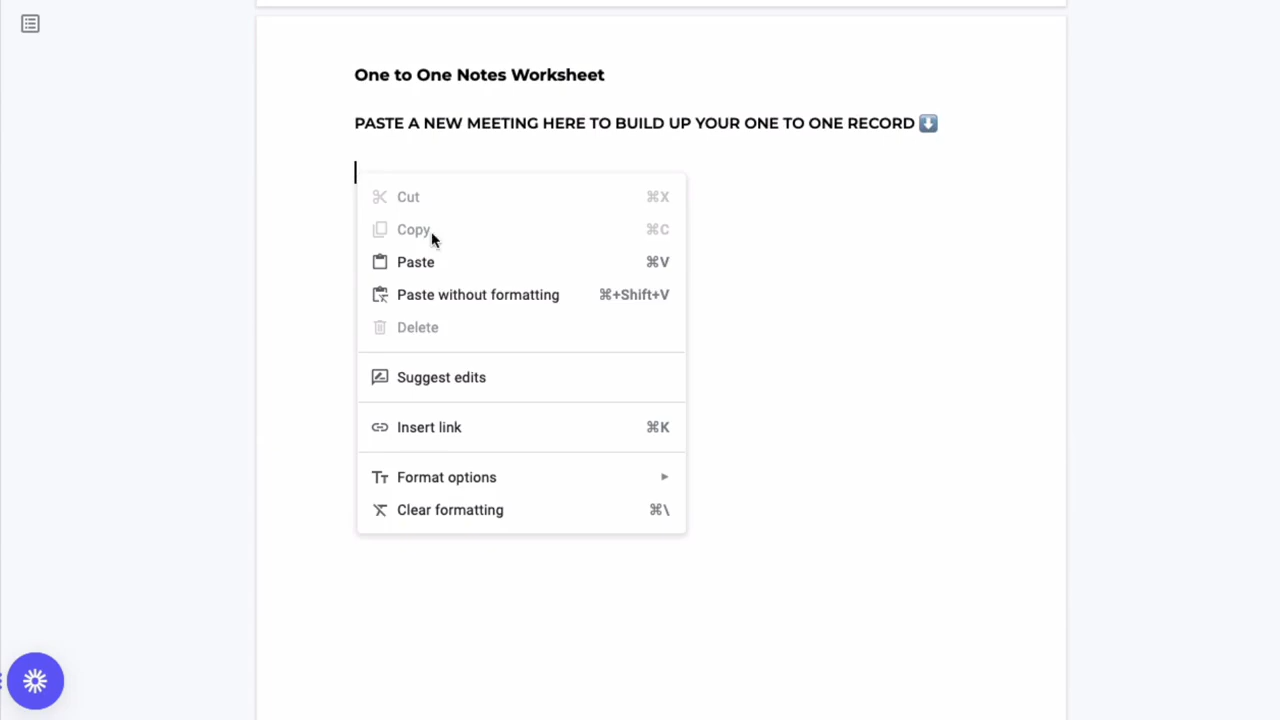 One to One Notes Worksheet
PASTE A NEW MEETING HERE TO BUILD UP YOUR ONE TO ONE RECORD ⬇️
Cut ⌘X
Copy ⌘C
Paste ⌘V
Paste without formatting ⌘+Shift+V
Delete
Suggest edits
Insert link ⌘K
Format options ►
Clear formatting ⌘\